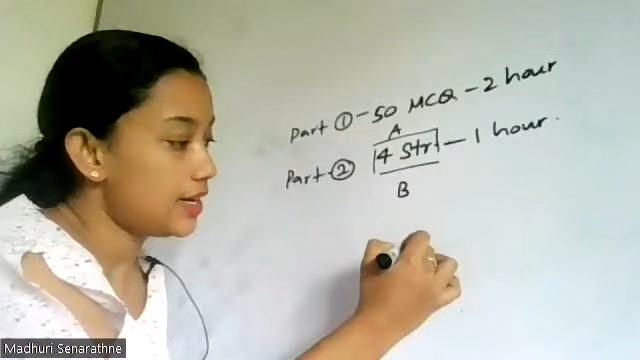 Part ① - 50 MCQ - 2 hour
A
Part ② 4 Str - 1 hour.
B
Madhuri Senarathne